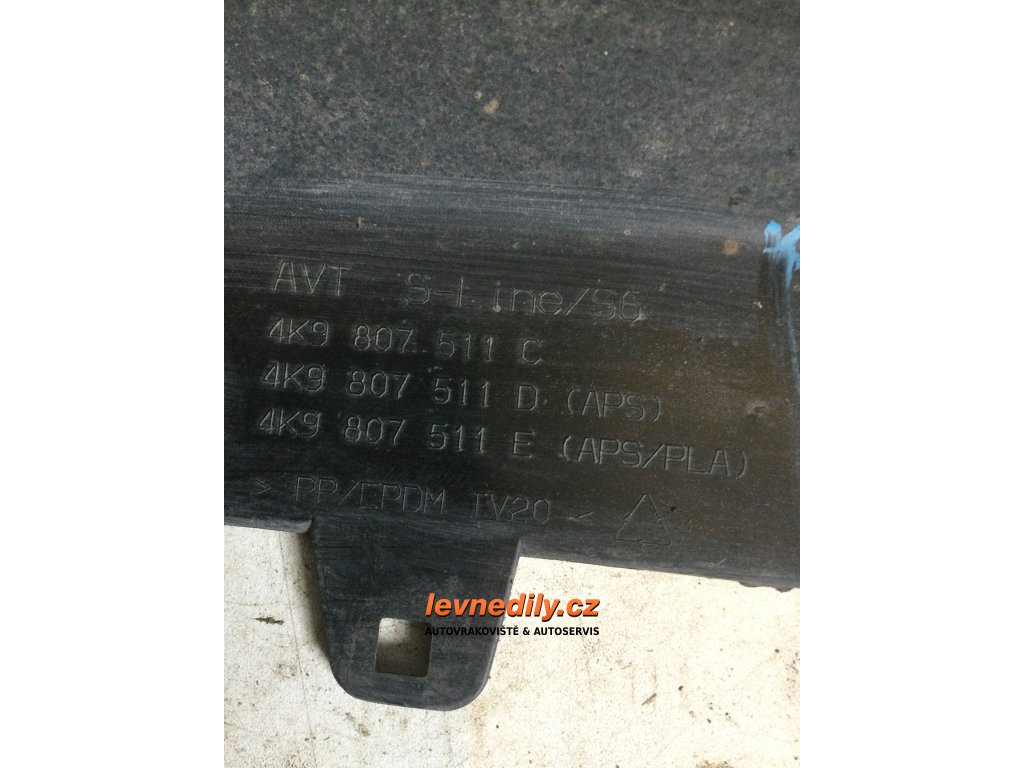 AVT S-Line/S6
4K9 807 511 C
4K9 807 511 D (APS)
4K9 807 511 E (APS/PLA)
> PP/EPDM TV20 <
levnedily.cz
AUTOVRAKOVIŠTĚ & AUTOSERVIS